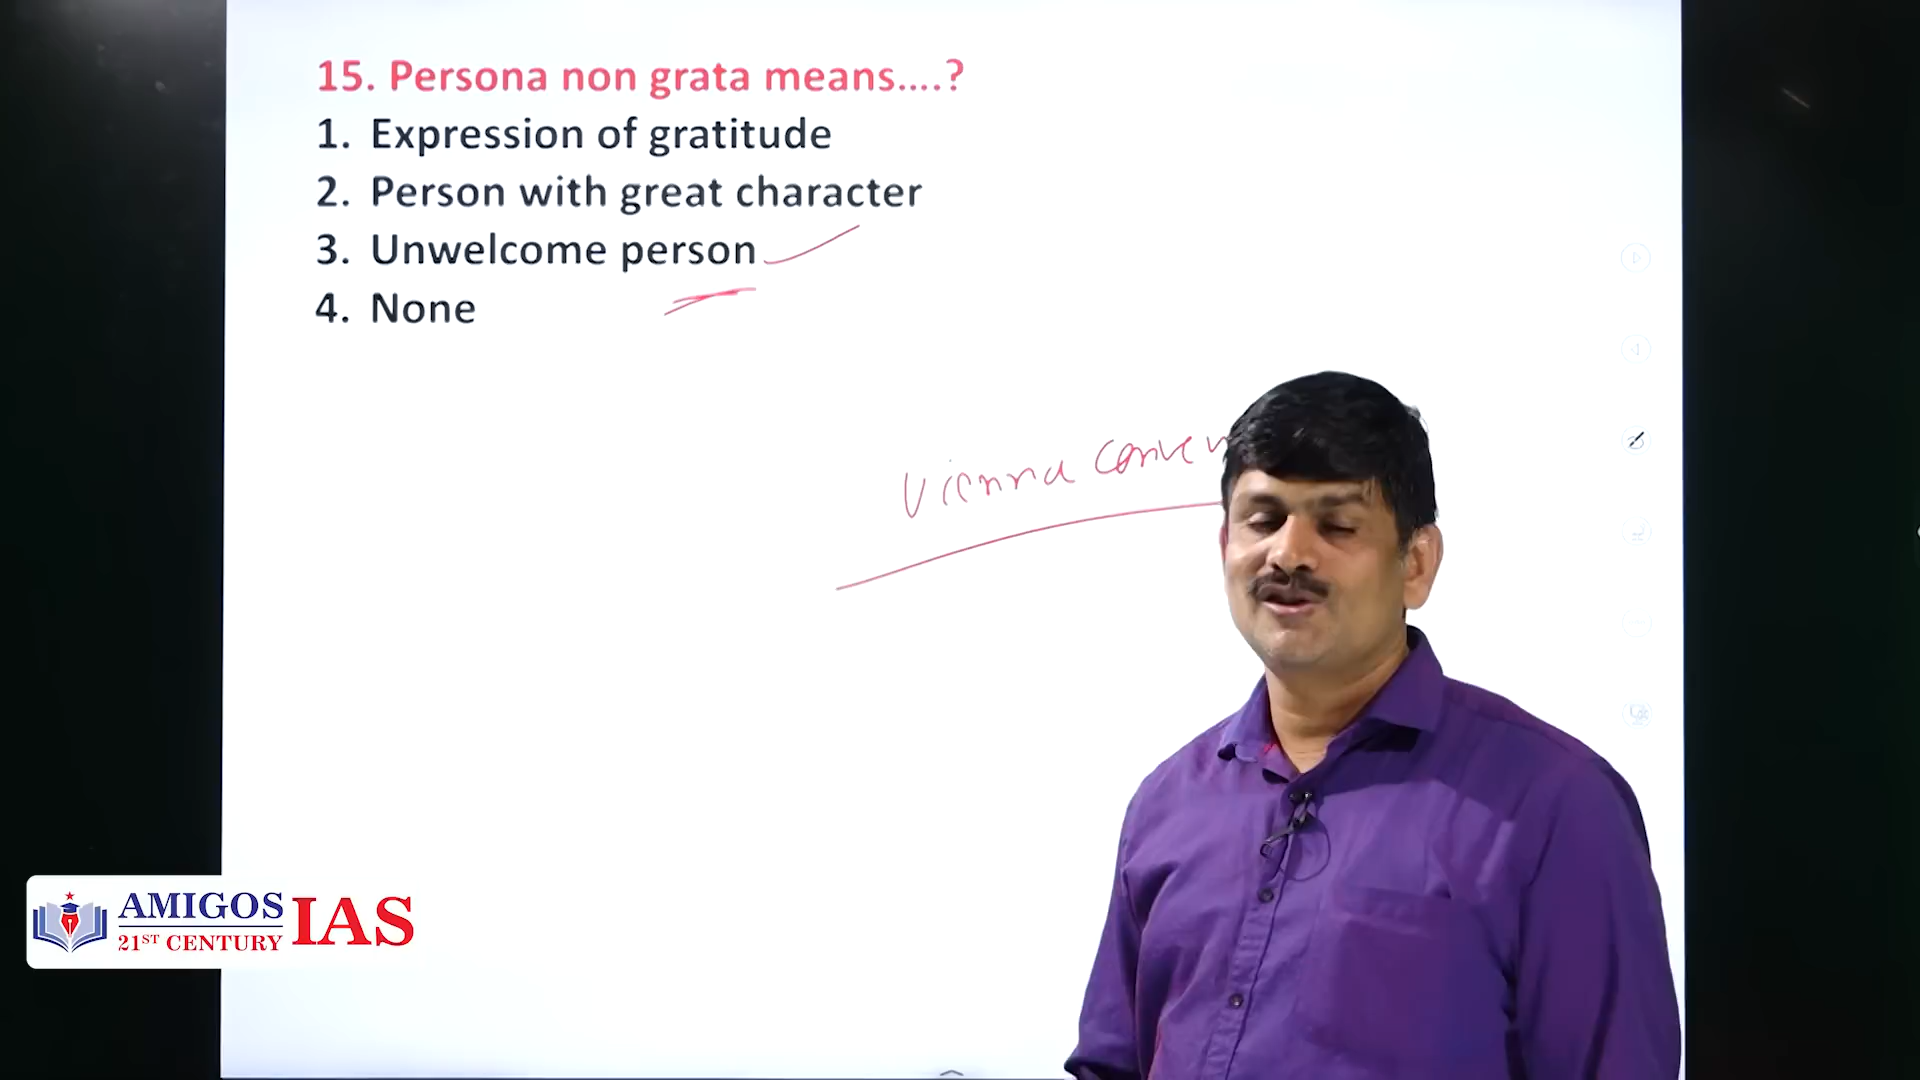 15. Persona non grata means....?
1. Expression of gratitude
2. Person with great character
3. Unwelcome person
4. None
Vienna
AMIGOS
21ST CENTURY
IAS